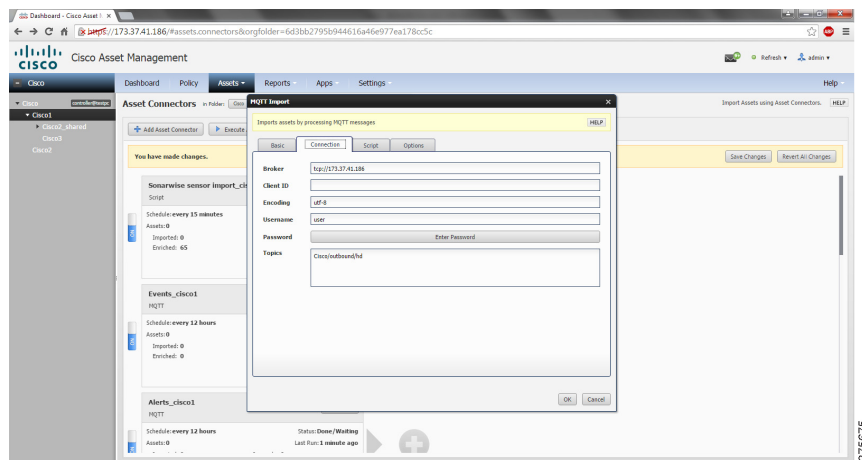 Dashboard - Cisco Asset
https://173.37.41.186/#assets.connectors&orgfolder=6d3bb2795b944616a46e977ea178cc5c
CISCO Cisco Asset Management
Refresh admin
Cisco Dashboard Policy Assets Reports Apps Settings Help
Cisco
Cisco1
Cisco2_shared
Cisco3
Cisco2
Asset Connectors in Folder: Cisco
Import Assets using Asset Connectors. HELP
Add Asset Connector Execute
You have made changes.
Save Changes Revert All Changes
Sonarwise sensor import_cis
Script
Schedule: every 15 minutes
Assets: 0
Imported: 0
Enriched: 65
Events_cisco1
MQTT
Schedule: every 12 hours
Assets: 0
Imported: 0
Enriched: 0
Alerts_cisco1
MQTT
Schedule: every 12 hours Status: Done/Waiting
Assets: 0 Last Run: 1 minute ago
MQTT Import
Imports assets by processing MQTT messages HELP
Basic Connection Script Options
Broker tcp://173.37.41.186
Client ID
Encoding utf-8
Username user
Password Enter Password
Topics Cisco/outbound/hd
OK Cancel